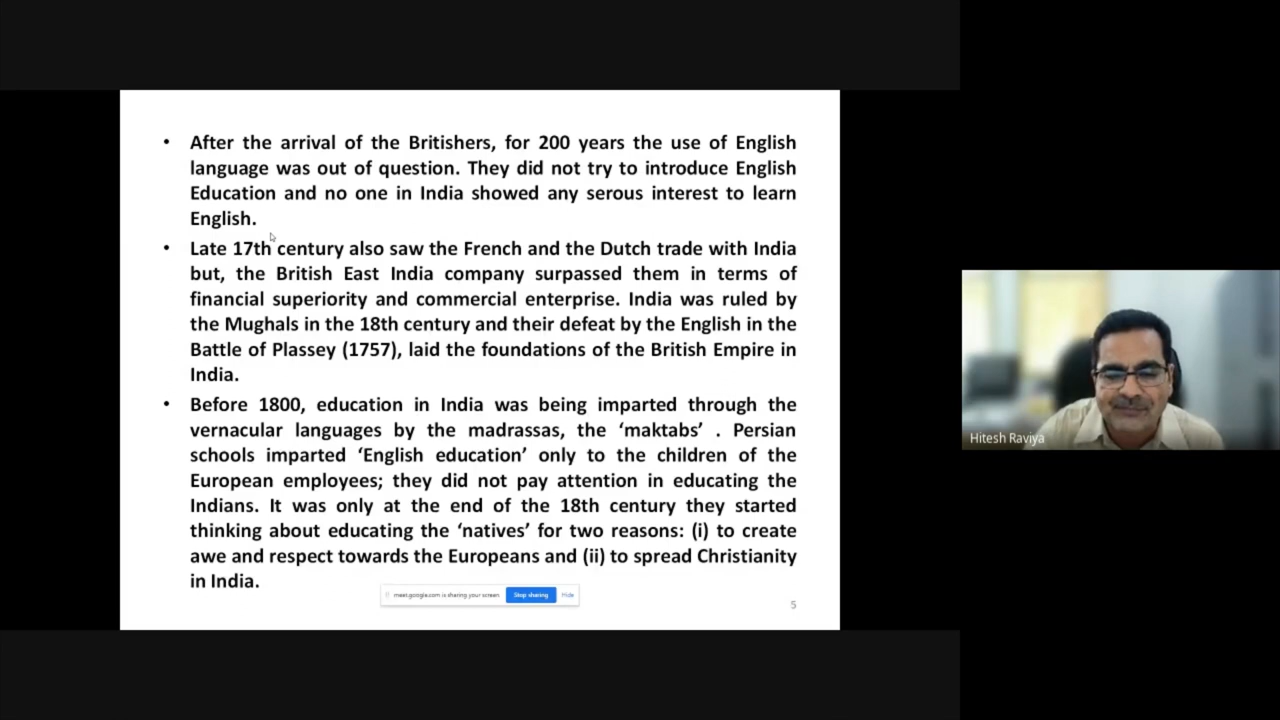 • After the arrival of the Britishers, for 200 years the use of English
language was out of question. They did not try to introduce English
Education and no one in India showed any serous interest to learn
English.
• Late 17th century also saw the French and the Dutch trade with India
but, the British East India company surpassed them in terms of
financial superiority and commercial enterprise. India was ruled by
the Mughals in the 18th century and their defeat by the English in the
Battle of Plassey (1757), laid the foundations of the British Empire in
India.
• Before 1800, education in India was being imparted through the
vernacular languages by the madrassas, the ‘maktabs’ . Persian
schools imparted ‘English education’ only to the children of the
European employees; they did not pay attention in educating the
Indians. It was only at the end of the 18th century they started
thinking about educating the ‘natives’ for two reasons: (i) to create
awe and respect towards the Europeans and (ii) to spread Christianity
in India.
meet.google.com is sharing your screen. Stop sharing Hide
5
Hitesh Raviya